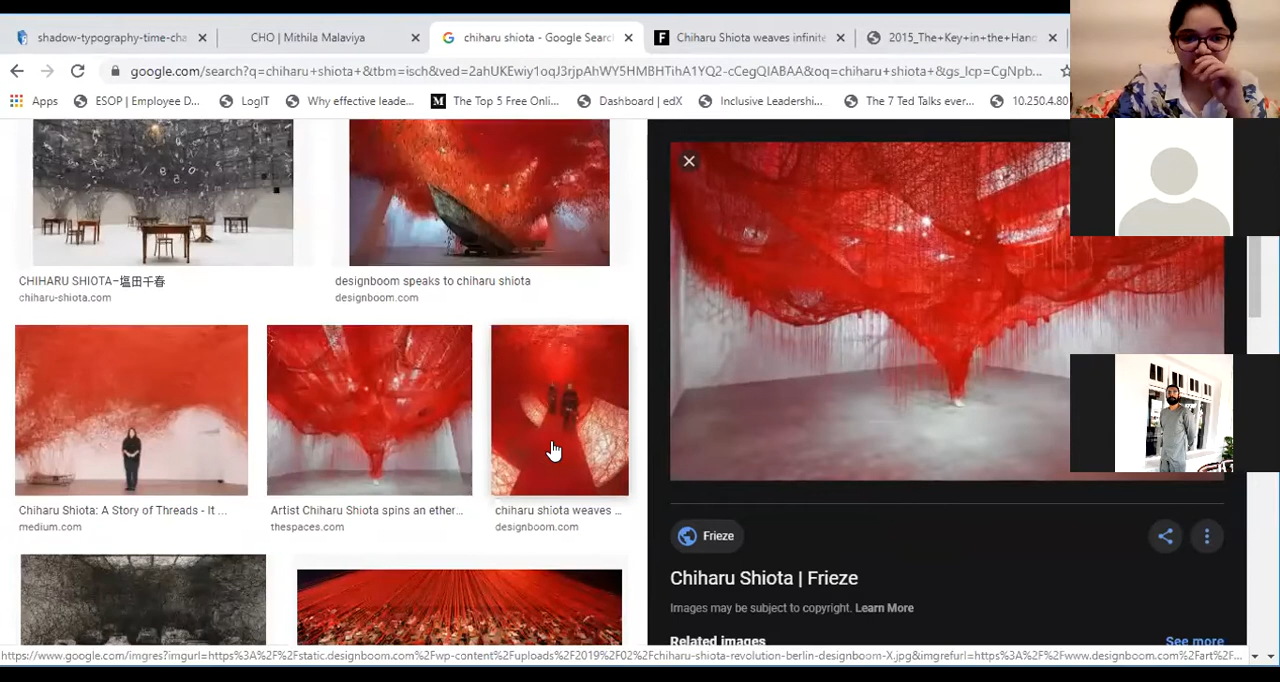 shadow-typography-time-cha
CHO | Mithila Malaviya
chiharu shiota - Google Searc
Chiharu Shiota weaves infinite
2015_The+Key+in+the+Hand
google.com/search?q=chiharu+shiota+&tbm=isch&ved=2ahUKEwiy1oqJ3rjpAhWY5HMBHTihA1YQ2-cCegQIABAA&oq=chiharu+shiota+&gs_lcp=CgNpb...
Apps
ESOP | Employee D...
LogIT
Why effective leade...
The Top 5 Free Onli...
Dashboard | edX
Inclusive Leadershi...
The 7 Ted Talks ever...
10.250.4.80
CHIHARU SHIOTA–塩田千春
chiharu-shiota.com
designboom speaks to chiharu shiota
designboom.com
Chiharu Shiota: A Story of Threads - It ...
medium.com
Artist Chiharu Shiota spins an ether...
thespaces.com
chiharu shiota weaves ...
designboom.com
Frieze
Chiharu Shiota | Frieze
Images may be subject to copyright. Learn More
Related images
See more
https://www.google.com/imgres?imgurl=https%3A%2F%2Fstatic.designboom.com%2Fwp-content%2Fuploads%2F2019%2F02%2Fchiharu-shiota-revolution-berlin-designboom-X.jpg&imgrefurl=https%3A%2F%2Fwww.designboom.com%2Fart%2F...